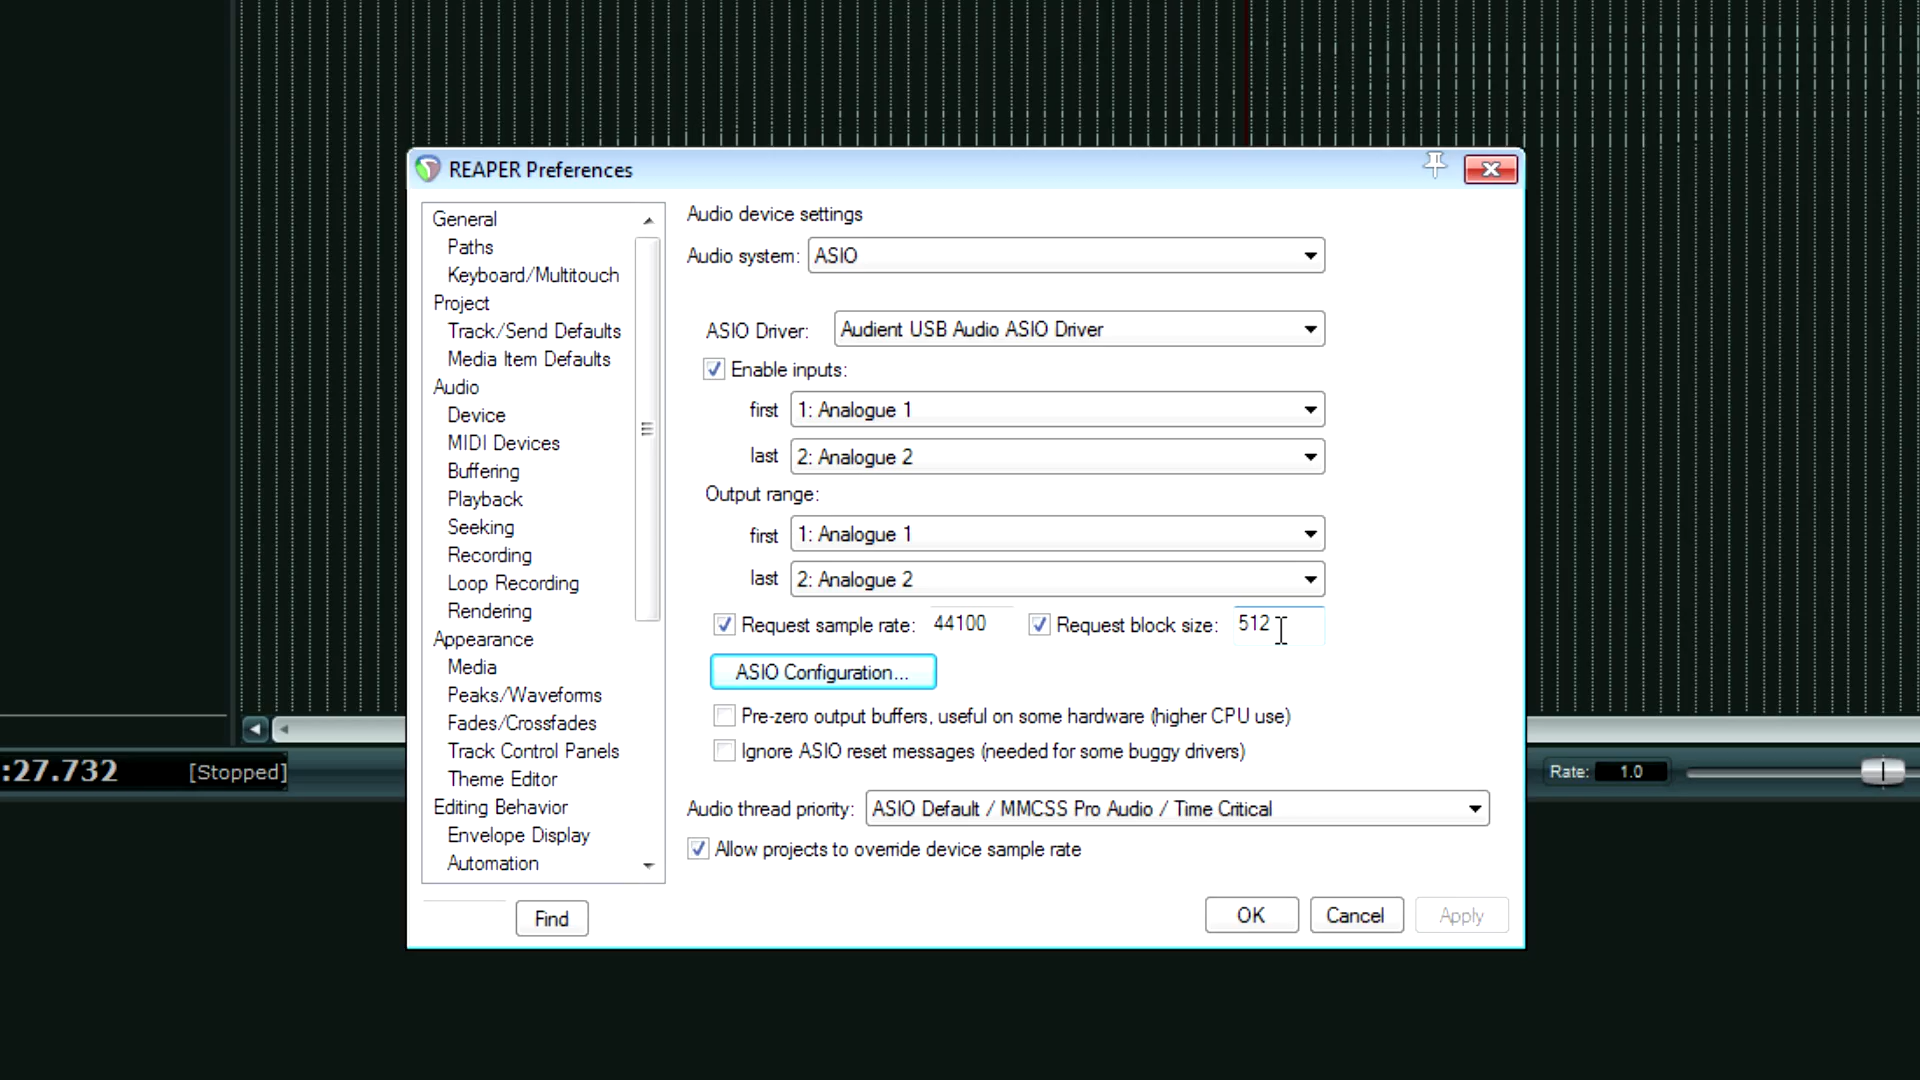 REAPER Preferences
General
Paths
Keyboard/Multitouch
Project
Track/Send Defaults
Media Item Defaults
Audio
Device
MIDI Devices
Buffering
Playback
Seeking
Recording
Loop Recording
Rendering
Appearance
Media
Peaks/Waveforms
Fades/Crossfades
Track Control Panels
Theme Editor
Editing Behavior
Envelope Display
Automation
Find
Audio device settings
Audio system: ASIO
ASIO Driver: Audient USB Audio ASIO Driver
Enable inputs:
first 1: Analogue 1
last 2: Analogue 2
Output range:
first 1: Analogue 1
last 2: Analogue 2
Request sample rate: 44100 Request block size: 512
ASIO Configuration...
Pre-zero output buffers, useful on some hardware (higher CPU use)
Ignore ASIO reset messages (needed for some buggy drivers)
Audio thread priority: ASIO Default / MMCSS Pro Audio / Time Critical
Allow projects to override device sample rate
OK Cancel Apply
:27.732 [Stopped]
Rate: 1.0